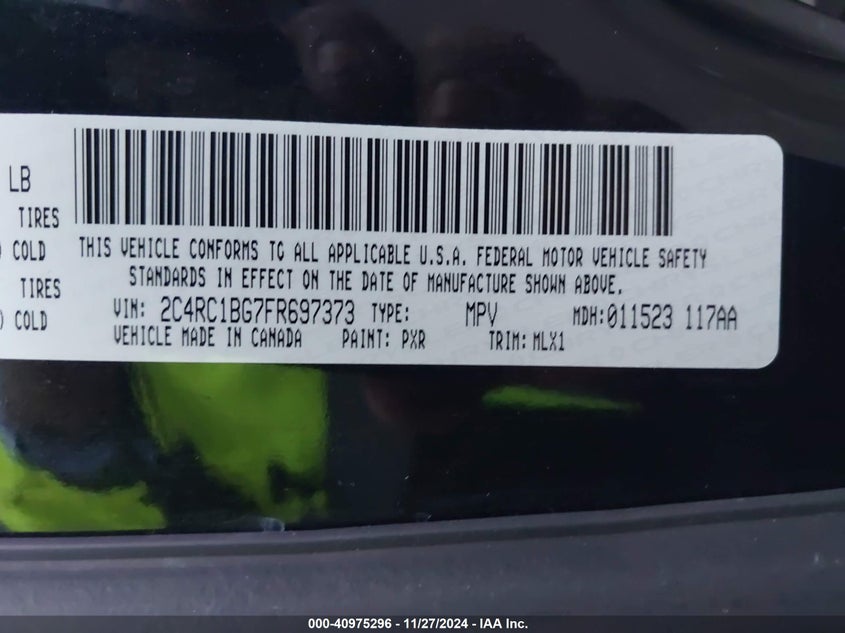 LB
TIRES
) COLD
TIRES
) COLD
THIS VEHICLE CONFORMS TO ALL APPLICABLE U.S.A. FEDERAL MOTOR VEHICLE SAFETY
STANDARDS IN EFFECT ON THE DATE OF MANUFACTURE SHOWN ABOVE.
VIN: 2C4RC1BG7FR697373 TYPE: MPV MDH:011523 117AA
VEHICLE MADE IN CANADA PAINT: PXR TRIM: MLX1
000-40975296 - 11/27/2024 - IAA Inc.